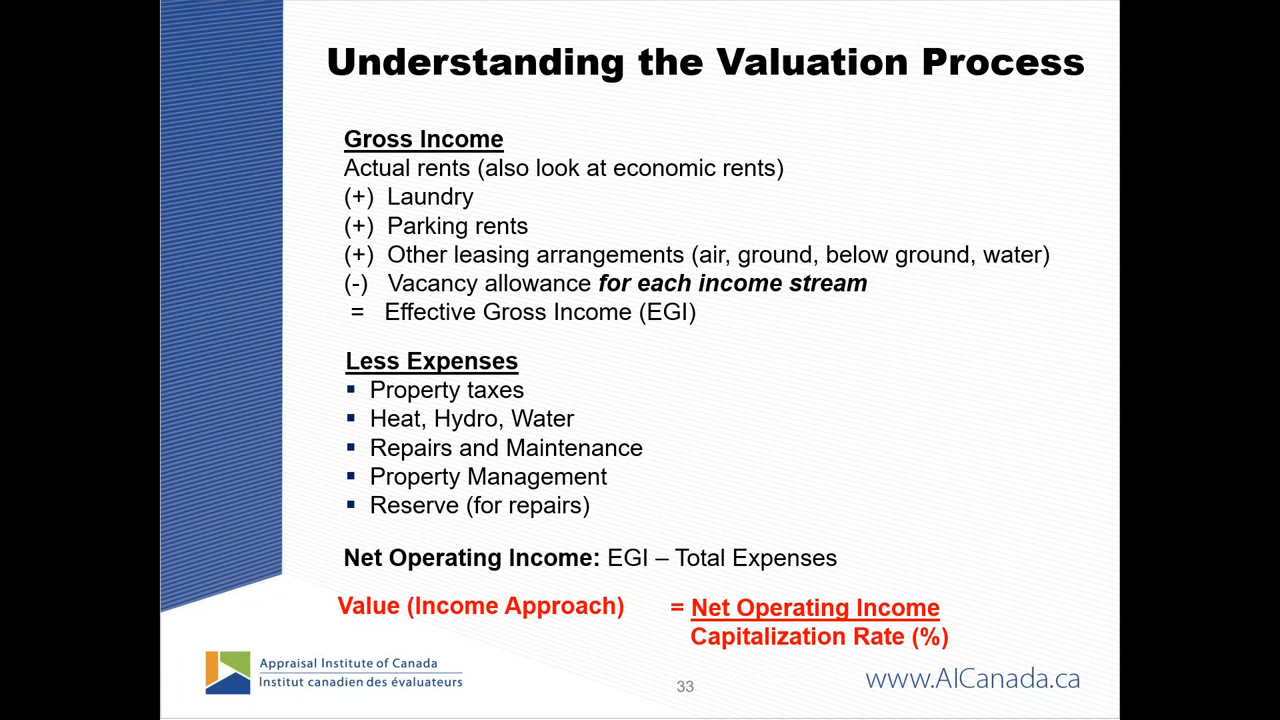 Understanding the Valuation Process
Gross Income
Actual rents (also look at economic rents)
(+) Laundry
(+) Parking rents
(+) Other leasing arrangements (air, ground, below ground, water)
(-) Vacancy allowance for each income stream
= Effective Gross Income (EGI)
Less Expenses
▪ Property taxes
▪ Heat, Hydro, Water
▪ Repairs and Maintenance
▪ Property Management
▪ Reserve (for repairs)
Net Operating Income: EGI – Total Expenses
Value (Income Approach) = Net Operating Income
Capitalization Rate (%)
Appraisal Institute of Canada
Institut canadien des évaluateurs
33
www.AICanada.ca